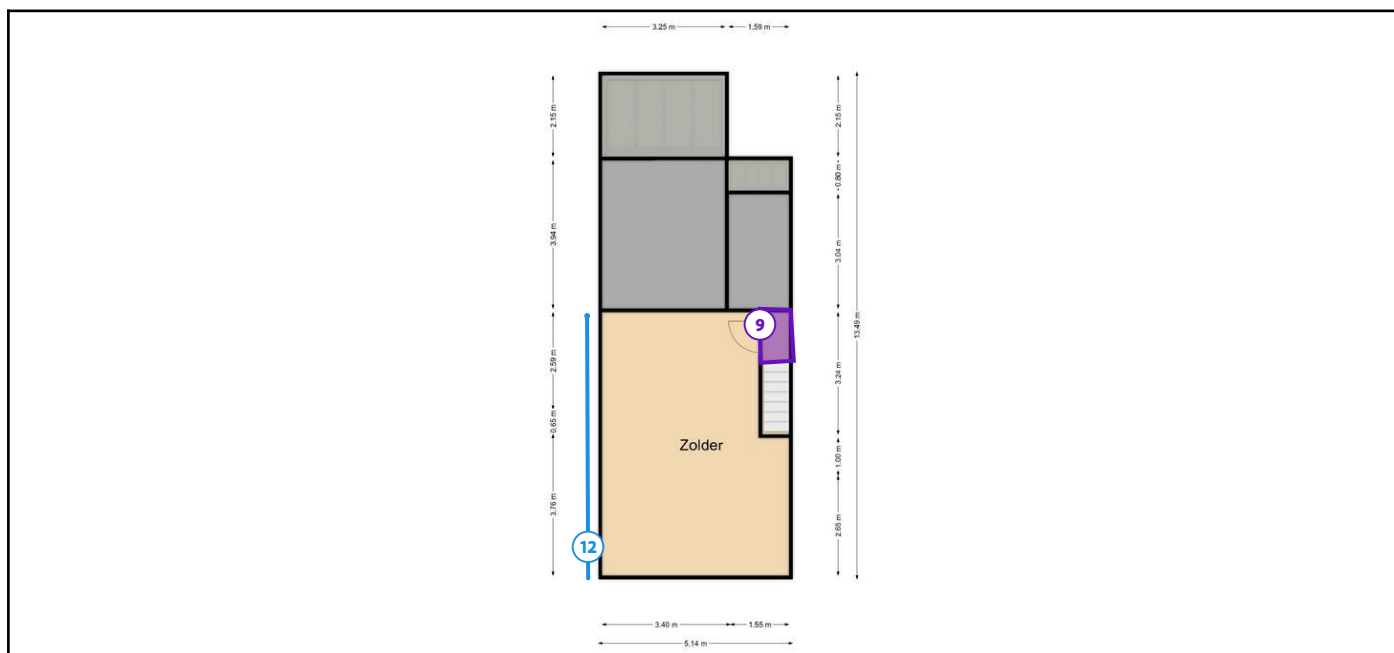 3.25 m
1.59 m
2.15 m
3.94 m
2.59 m
0.65 m
3.76 m
2.15 m
0.80 m
3.04 m
3.24 m
1.00 m
2.65 m
13.49 m
9
Zolder
12
3.40 m
1.55 m
5.14 m